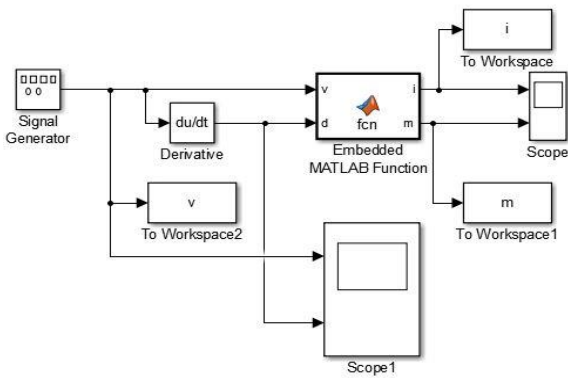 i
To Workspace
Signal
Generator
du/dt
Derivative
v
d
fcn
i
m
Embedded
MATLAB Function
Scope
v
To Workspace2
m
To Workspace1
Scope1